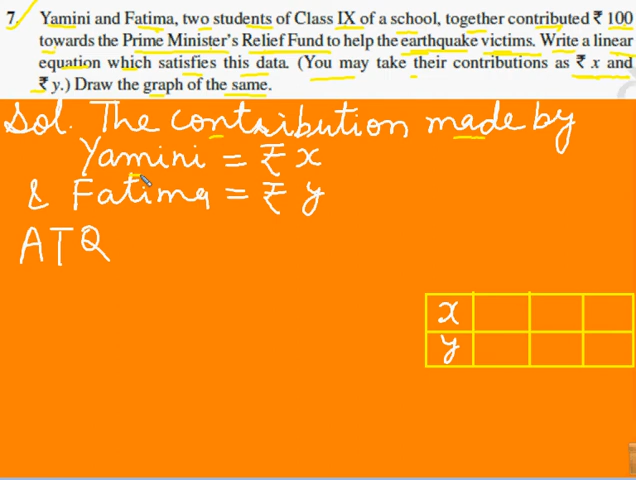 7. Yamini and Fatima, two students of Class IX of a school, together contributed ₹ 100
towards the Prime Minister's Relief Fund to help the earthquake victims. Write a linear
equation which satisfies this data. (You may take their contributions as ₹ x and
₹ y.) Draw the graph of the same.
Sol. The contribution made by
Yamini = ₹ x
& Fatima = ₹ y
ATQ
x
y